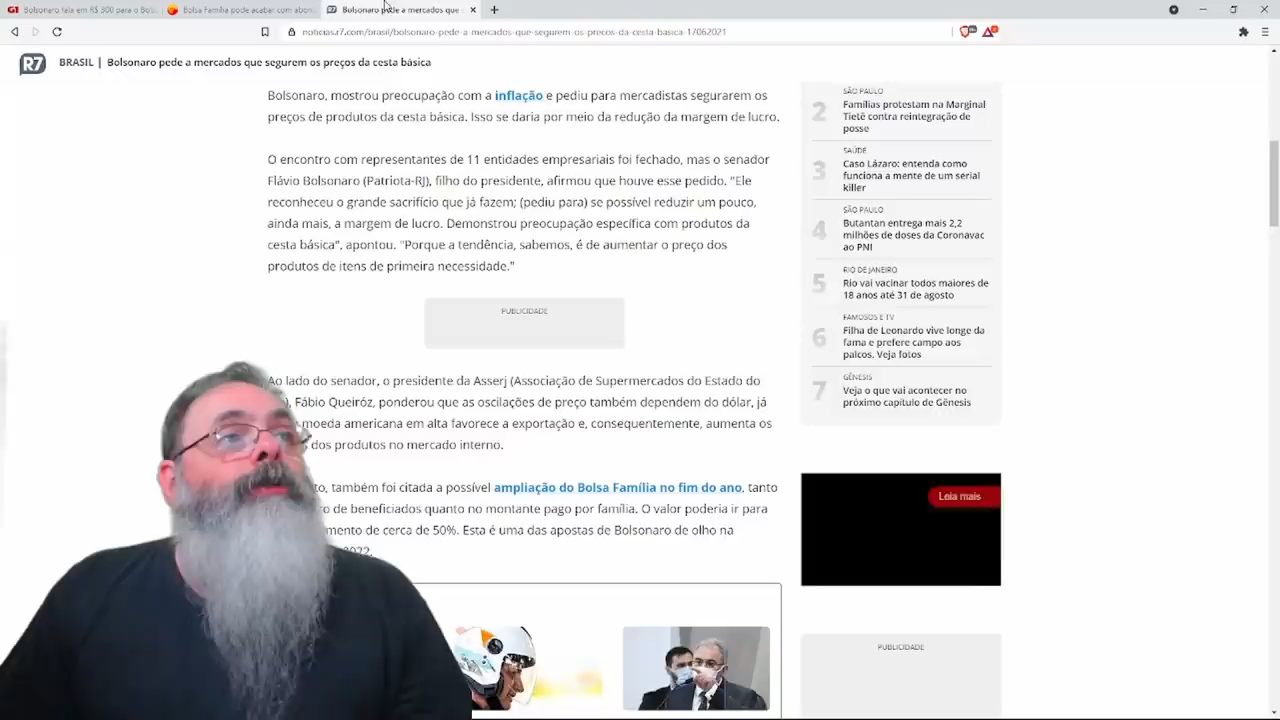 G1 Bolsonaro fala em R$ 300 para o Bols
Bolsa Família pode acabar com abon
Bolsonaro pede a mercados que
noticias.r7.com/brasil/bolsonaro-pede-a-mercados-que-segurem-os-precos-da-cesta-basica-17062021
R7 BRASIL | Bolsonaro pede a mercados que segurem os preços da cesta básica
Bolsonaro, mostrou preocupação com a inflação e pediu para mercadistas segurarem os
preços de produtos da cesta básica. Isso se daria por meio da redução da margem de lucro.
O encontro com representantes de 11 entidades empresariais foi fechado, mas o senador
Flávio Bolsonaro (Patriota-RJ), filho do presidente, afirmou que houve esse pedido. "Ele
reconheceu o grande sacrifício que já fazem; (pediu para) se possível reduzir um pouco,
ainda mais, a margem de lucro. Demonstrou preocupação específica com produtos da
cesta básica", apontou. "Porque a tendência, sabemos, é de aumentar o preço dos
produtos de itens de primeira necessidade."
PUBLICIDADE
Ao lado do senador, o presidente da Asserj (Associação de Supermercados do Estado do
), Fábio Queiróz, ponderou que as oscilações de preço também dependem do dólar, já
moeda americana em alta favorece a exportação e, consequentemente, aumenta os
dos produtos no mercado interno.
to, também foi citada a possível ampliação do Bolsa Família no fim do ano, tanto
ro de beneficiados quanto no montante pago por família. O valor poderia ir para
mento de cerca de 50%. Esta é uma das apostas de Bolsonaro de olho na
2022.
SÃO PAULO
2 Famílias protestam na Marginal
Tietê contra reintegração de
posse
SAÚDE
3 Caso Lázaro: entenda como
funciona a mente de um serial
killer
SÃO PAULO
4 Butantan entrega mais 2,2
milhões de doses da Coronavac
ao PNI
RIO DE JANEIRO
5 Rio vai vacinar todos maiores de
18 anos até 31 de agosto
FAMOSOS E TV
6 Filha de Leonardo vive longe da
fama e prefere campo aos
palcos. Veja fotos
GÊNESIS
7 Veja o que vai acontecer no
próximo capítulo de Gênesis
Leia mais
PUBLICIDADE